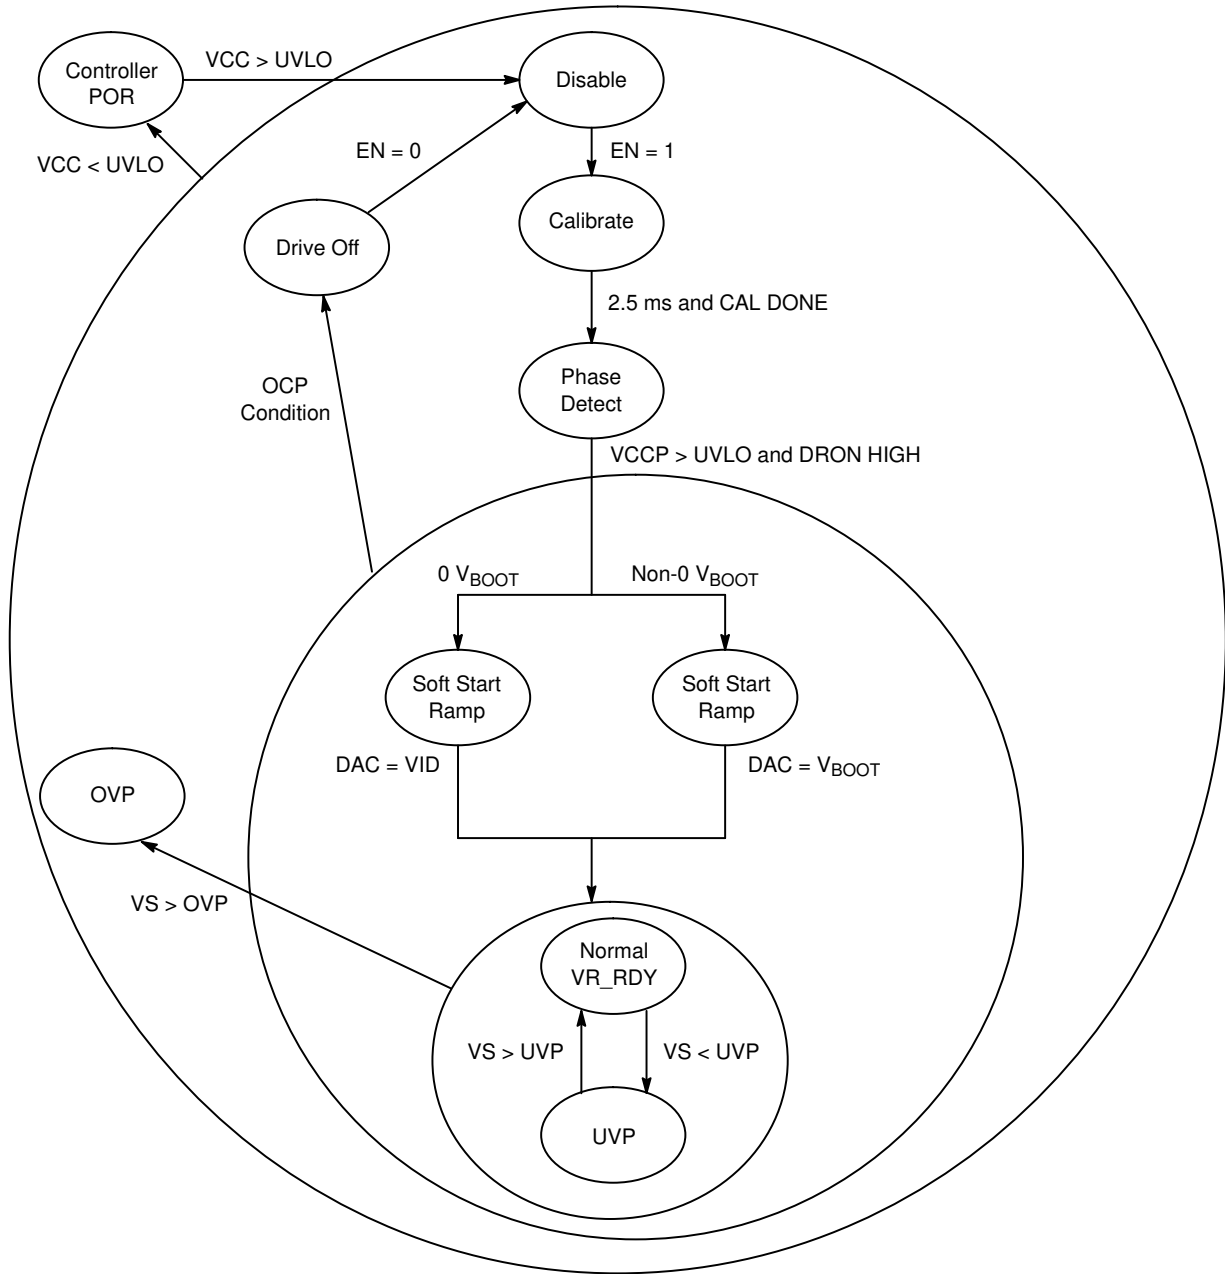 VCC > UVLO
Controller
POR
Disable
VCC < UVLO
EN = 0
EN = 1
Calibrate
Drive Off
2.5 ms and CAL DONE
Phase
Detect
OCP
Condition
VCCP > UVLO and DRON HIGH
0 VBOOT
Non-0 VBOOT
Soft Start
Ramp
Soft Start
Ramp
DAC = VID
DAC = VBOOT
OVP
VS > OVP
Normal
VR_RDY
VS > UVP
VS < UVP
UVP